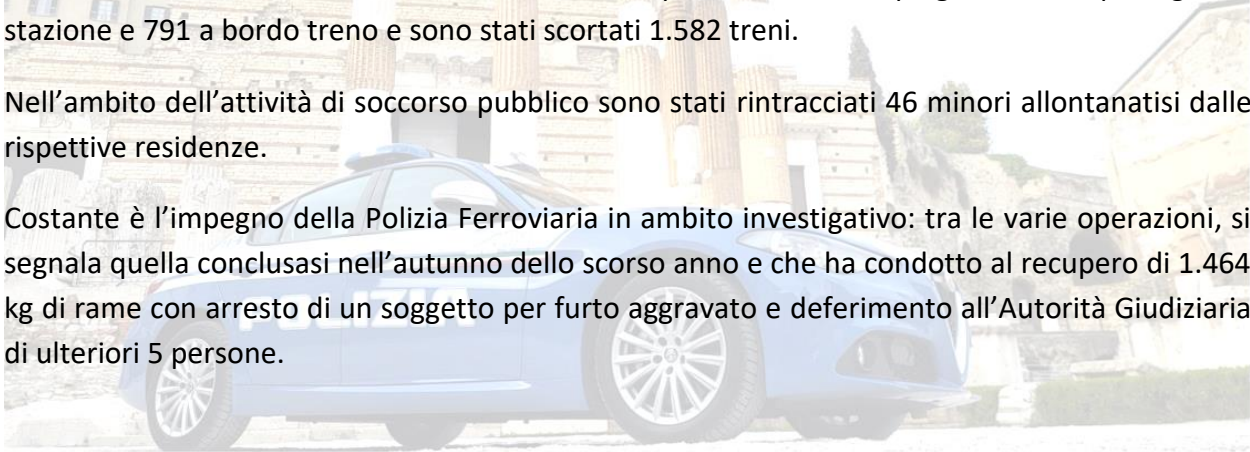 stazione e 791 a bordo treno e sono stati scortati 1.582 treni.
Nell’ambito dell’attività di soccorso pubblico sono stati rintracciati 46 minori allontanatisi dalle
rispettive residenze.
Costante è l’impegno della Polizia Ferroviaria in ambito investigativo: tra le varie operazioni, si
segnala quella conclusasi nell’autunno dello scorso anno e che ha condotto al recupero di 1.464
kg di rame con arresto di un soggetto per furto aggravato e deferimento all’Autorità Giudiziaria
di ulteriori 5 persone.
POLIZIA